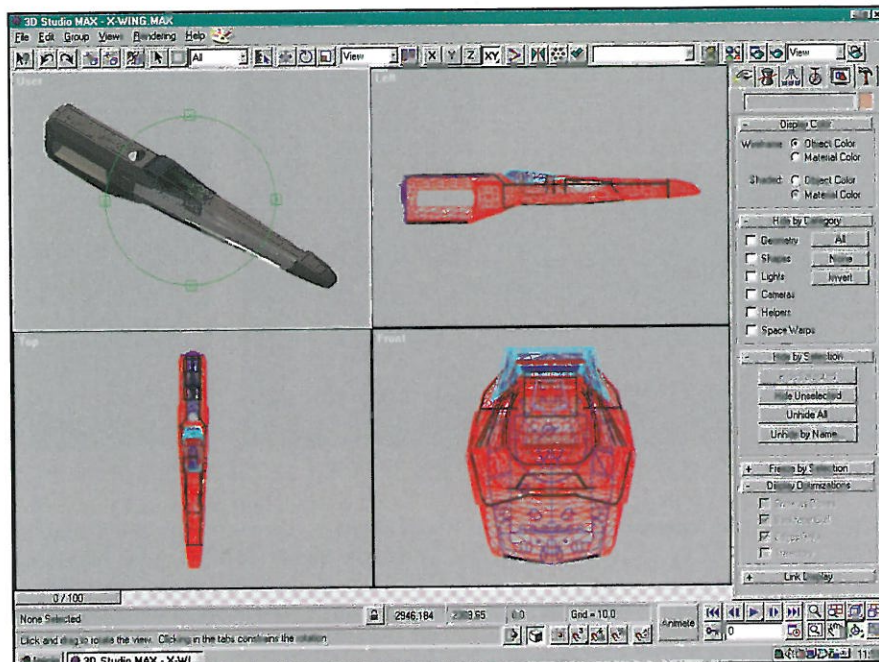 3D Studio MAX - X-WING.MAX
File Edit Group Views Rendering Help
All
View
X Y Z XY
View
User
Left
Top
Front
Display Color
Wireframe: Object Color
Material Color
Shaded: Object Color
Material Color
Hide by Category
Geometry
All
Shapes
None
Lights
Invert
Cameras
Helpers
Space Warps
Hide by Selection
Hide Unselected
Unhide All
Unhide by Name...
Freeze by Selection
Display Optimizations
Link Display
0 / 100
None Selected
2946.184
0.0
Grid = 10.0
Animate
Click and drag to rotate the view. Clicking in the tabs constrains the rotation
0
3D Studio MAX - X-WI...